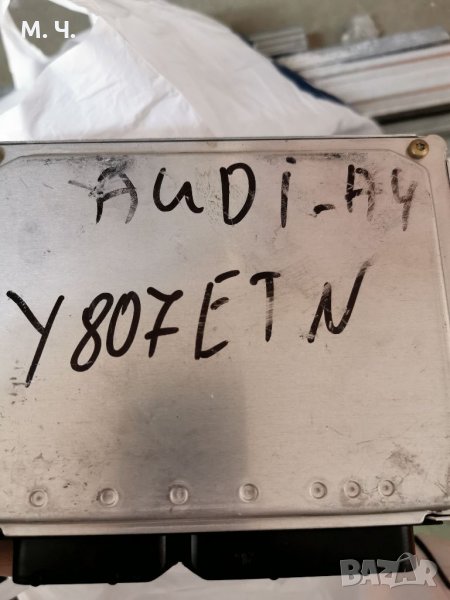 М. Ч.
AUDi-A4
Y807ETN
BAZAR